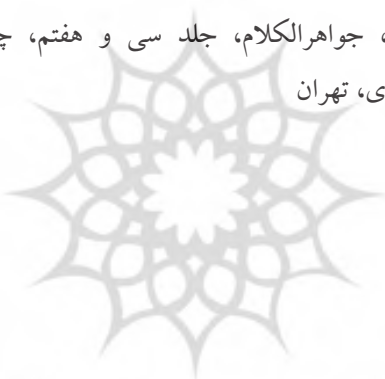 ، جواهرالکلام، جلد سی و هفتم،
ی، تهران